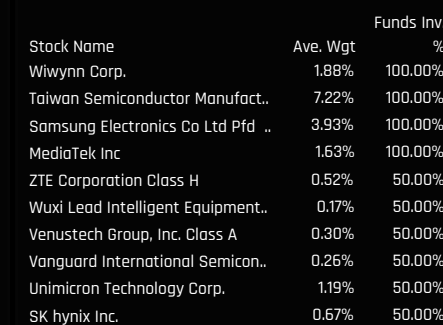 Funds Inv
Stock Name Ave. Wgt %
Wiwynn Corp. 1.88% 100.00%
Taiwan Semiconductor Manufact.. 7.22% 100.00%
Samsung Electronics Co Ltd Pfd .. 3.93% 100.00%
MediaTek Inc 1.63% 100.00%
ZTE Corporation Class H 0.52% 50.00%
Wuxi Lead Intelligent Equipment.. 0.17% 50.00%
Venustech Group, Inc. Class A 0.30% 50.00%
Vanguard International Semicon.. 0.26% 50.00%
Unimicron Technology Corp. 1.19% 50.00%
SK hynix Inc. 0.67% 50.00%